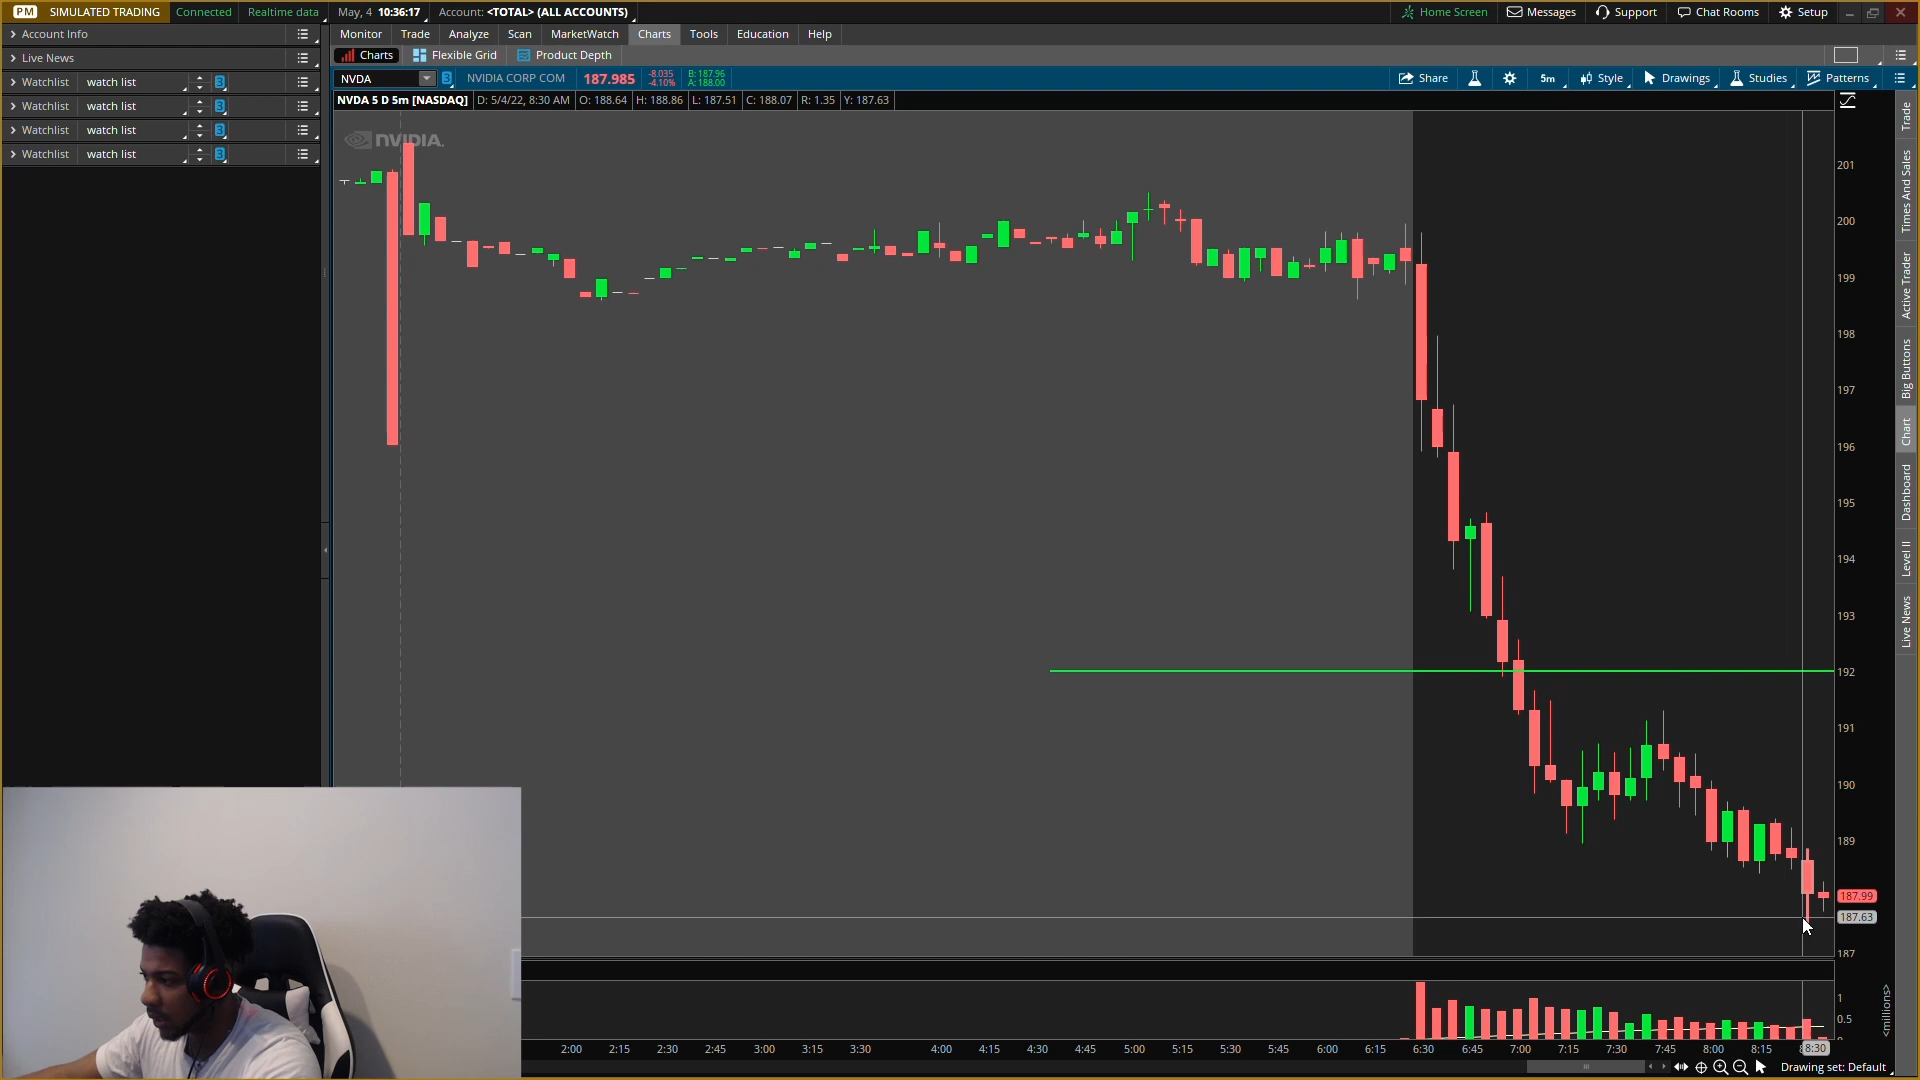 PM SIMULATED TRADING Connected Realtime data May, 4 10:36:17 Account: <TOTAL> (ALL ACCOUNTS) Home Screen Messages Support Chat Rooms Setup
Account Info
Live News
Watchlist watch list 3
Watchlist watch list 3
Watchlist watch list 3
Watchlist watch list 3
Monitor Trade Analyze Scan MarketWatch Charts Tools Education Help
Charts Flexible Grid Product Depth
NVDA 3 NVIDIA CORP COM 187.985 -8.035 -4.10% B: 187.96 A: 188.00 Share 5m Style Drawings Studies Patterns
NVDA 5 D 5m [NASDAQ] D: 5/4/22, 8:30 AM O: 188.64 H: 188.86 L: 187.51 C: 188.07 R: 1.35 Y: 187.63
NVIDIA.
201
200
199
198
197
196
195
194
193
192
191
190
189
187.99
187.63
187
1
0.5
<millions>
2:00 2:15 2:30 2:45 3:00 3:15 3:30 4:00 4:15 4:30 4:45 5:00 5:15 5:30 5:45 6:00 6:15 6:30 6:45 7:00 7:15 7:30 7:45 8:00 8:15 8:30
Drawing set: Default
Trade
Times And Sales
Active Trader
Big Buttons
Chart
Dashboard
Level II
Live News